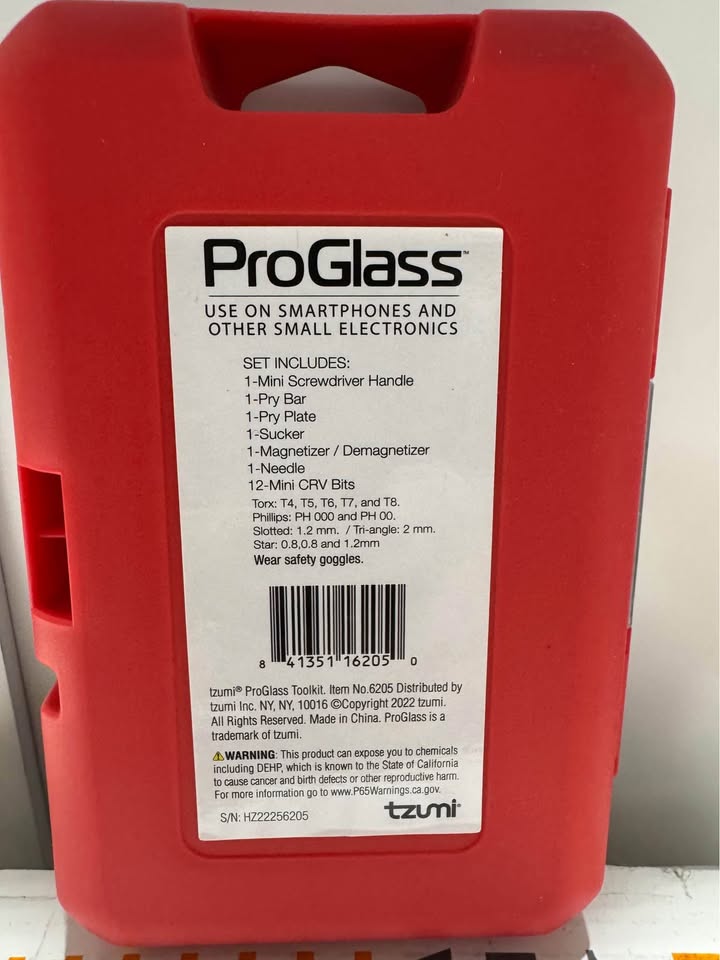 ProGlass™
USE ON SMARTPHONES AND
OTHER SMALL ELECTRONICS
SET INCLUDES:
1-Mini Screwdriver Handle
1-Pry Bar
1-Pry Plate
1-Sucker
1-Magnetizer / Demagnetizer
1-Needle
12-Mini CRV Bits
Torx: T4, T5, T6, T7, and T8.
Phillips: PH 000 and PH 00.
Slotted: 1.2 mm. / Tri-angle: 2 mm.
Star: 0.8,0.8 and 1.2mm
Wear safety goggles.
8 41351 16205 0
tzumi® ProGlass Toolkit. Item No.6205 Distributed by
tzumi Inc. NY, NY, 10016 ©Copyright 2022 tzumi.
All Rights Reserved. Made in China. ProGlass is a
trademark of tzumi.
⚠WARNING: This product can expose you to chemicals
including DEHP, which is known to the State of California
to cause cancer and birth defects or other reproductive harm.
For more information go to www.P65Warnings.ca.gov.
S/N: HZ22256205
tzumi®